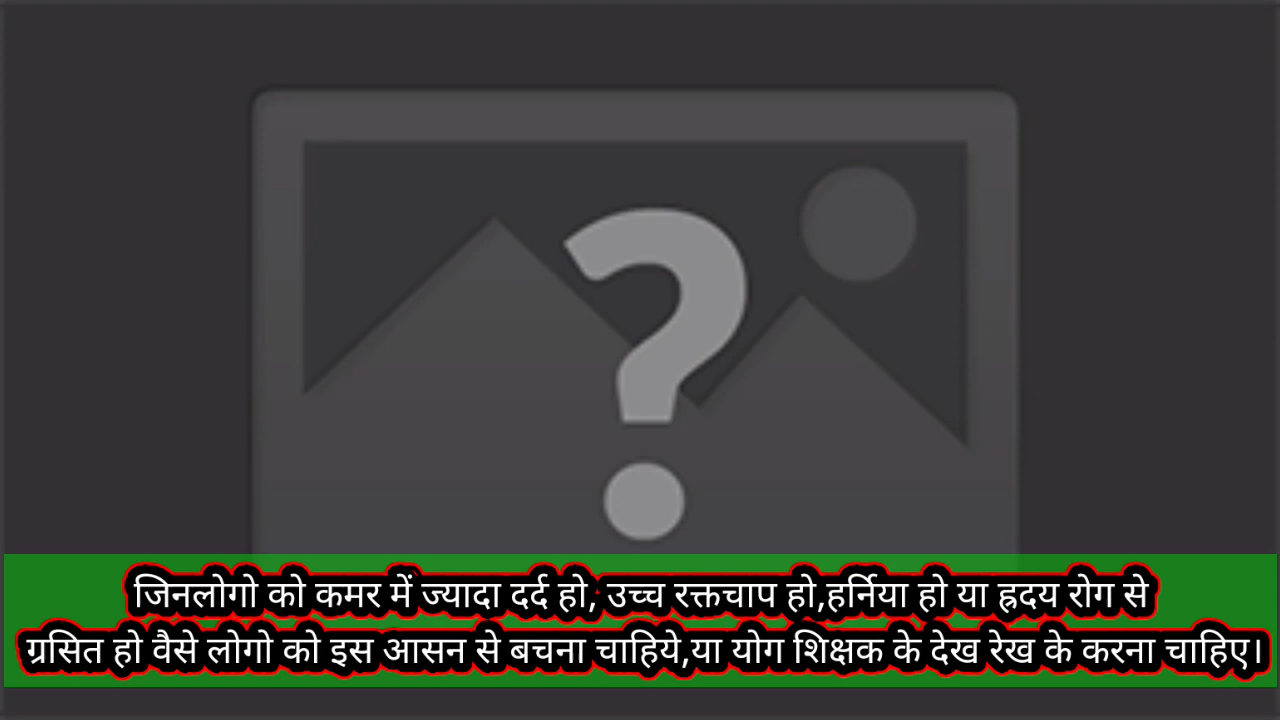 जिनलोगो को कमर में ज्यादा दर्द हो, उच्च रक्तचाप हो,हर्निया हो या ह्रदय रोग से
ग्रसित हो वैसे लोगो को इस आसन से बचना चाहिये,या योग शिक्षक के देख रेख के करना चाहिए।